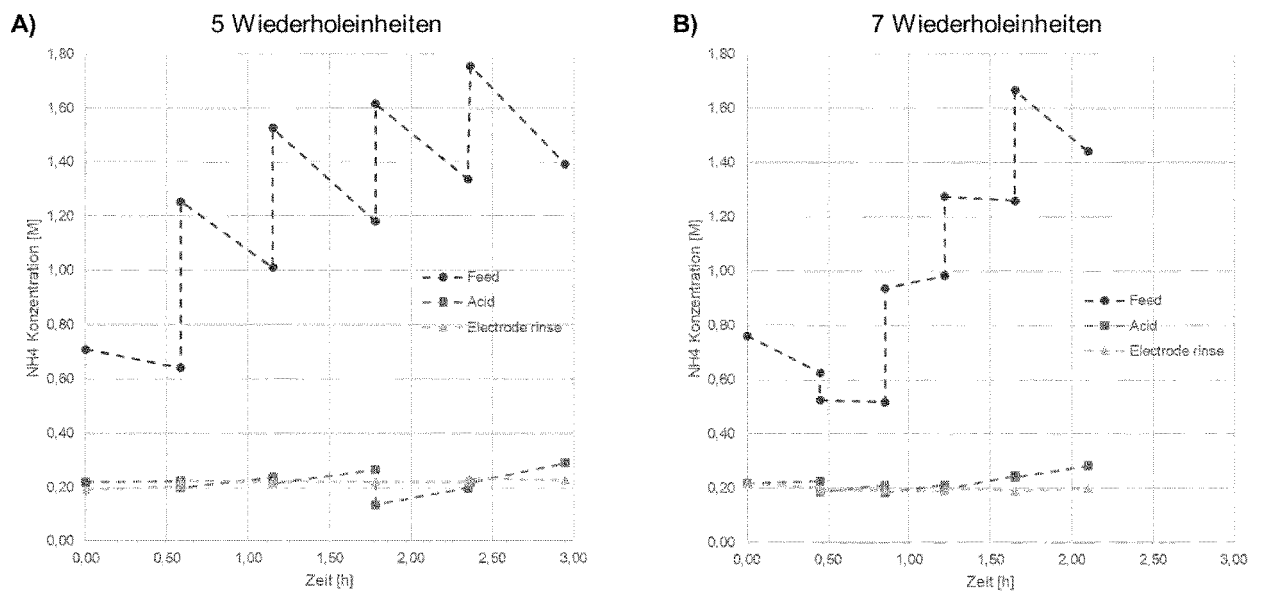 A) 5 Wiederholeinheiten
1,80
1,60
1,40
1,20
1,00
0,80
0,60
0,40
0,20
0,00
NH4 Konzentration [M]
Feed
Acid
Electrode rinse
0,00 0,50 1,00 1,50 2,00 2,50 3,00
Zeit [h]
B) 7 Wiederholeinheiten
1,80
1,60
1,40
1,20
1,00
0,80
0,60
0,40
0,20
0,00
NH4 Konzentration [M]
Feed
Acid
Electrode rinse
0,00 0,50 1,00 1,50 2,00 2,50 3,00
Zeit [h]